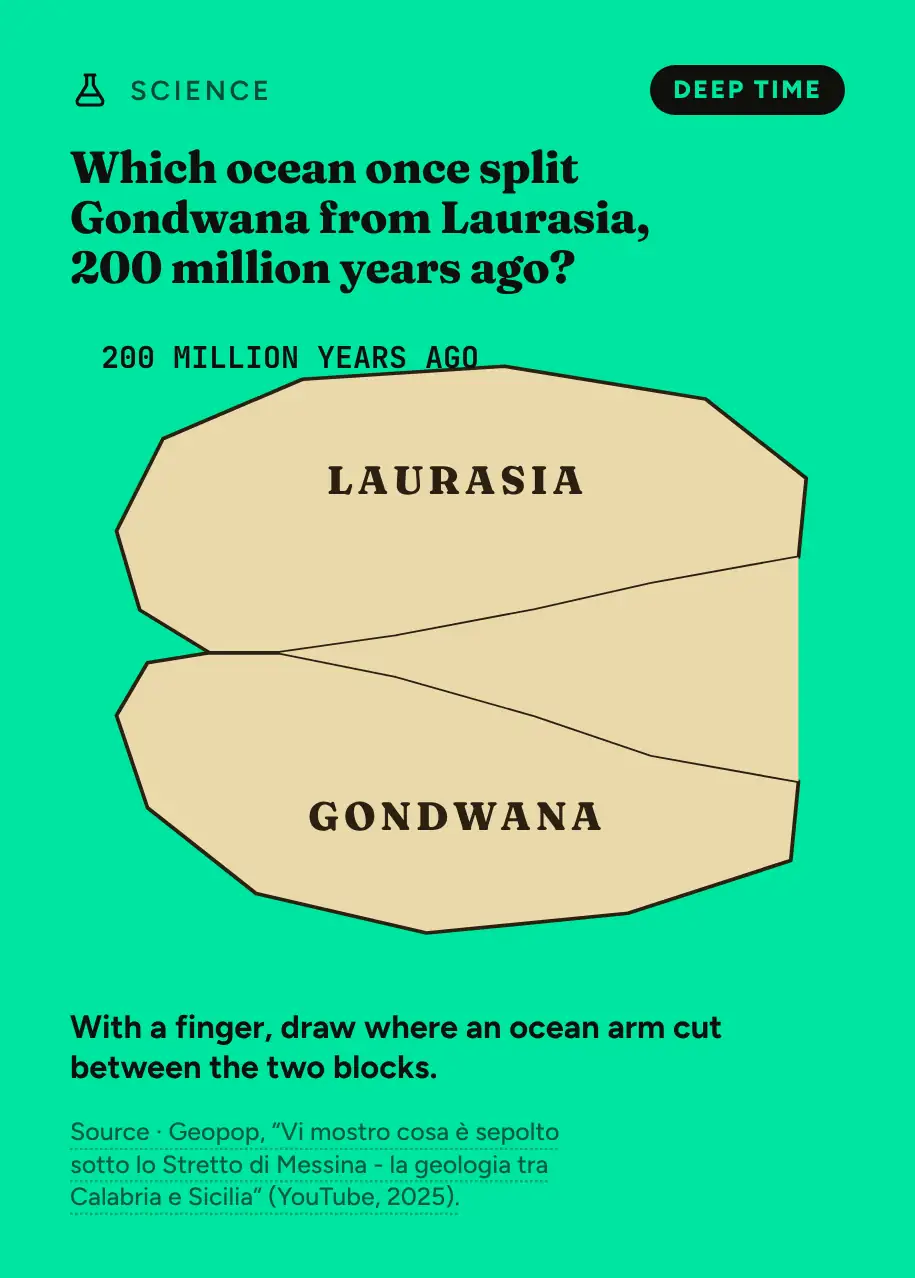 SCIENCE
DEEP TIME
Which ocean once split
Gondwana from Laurasia,
200 million years ago?
200 MILLION YEARS AGO
LAURASIA
GONDWANA
With a finger, draw where an ocean arm cut
between the two blocks.
Source · Geopop, “Vi mostro cosa è sepolto
sotto lo Stretto di Messina - la geologia tra
Calabria e Sicilia” (YouTube, 2025).